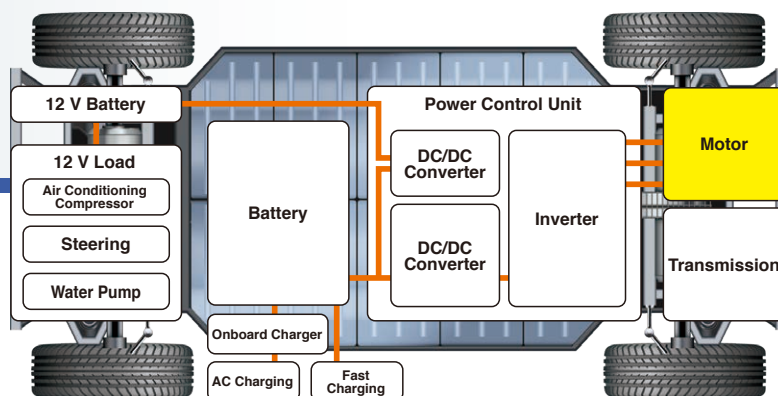 12 V Battery
12 V Load
Air Conditioning
Compressor
Steering
Water Pump
Battery
Onboard Charger
AC Charging
Fast
Charging
Power Control Unit
DC/DC
Converter
DC/DC
Converter
Inverter
Motor
Transmission